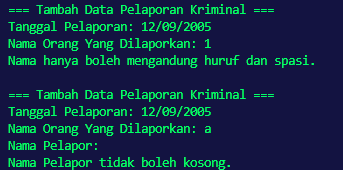 === Tambah Data Pelaporan Kriminal ===
Tanggal Pelaporan: 12/09/2005
Nama Orang Yang Dilaporkan: 1
Nama hanya boleh mengandung huruf dan spasi.

=== Tambah Data Pelaporan Kriminal ===
Tanggal Pelaporan: 12/09/2005
Nama Orang Yang Dilaporkan: a
Nama Pelapor:
Nama Pelapor tidak boleh kosong.